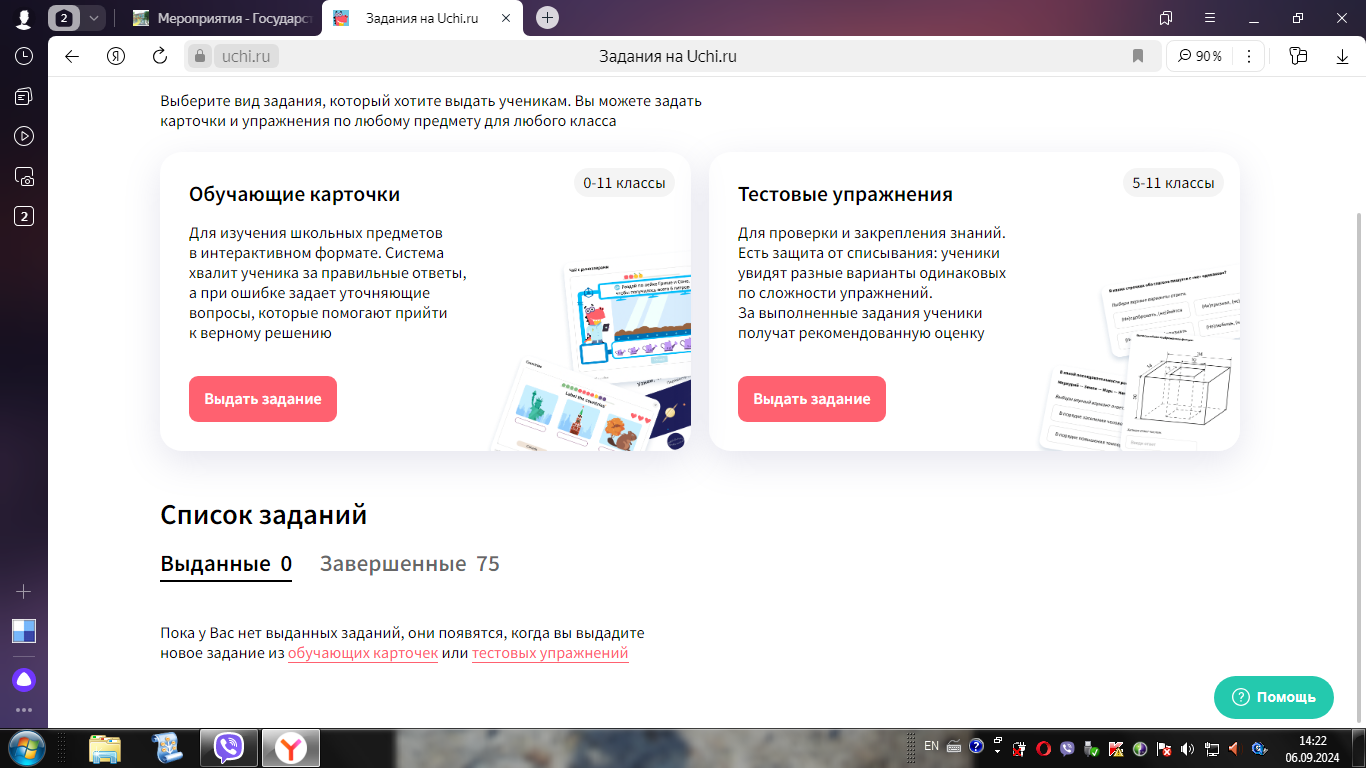 2
Мероприятия - Государст
Задания на Uchi.ru
uchi.ru
Задания на Uchi.ru
90 %
Выберите вид задания, который хотите выдать ученикам. Вы можете задать
карточки и упражнения по любому предмету для любого класса
2
Обучающие карточки
0-11 классы
Для изучения школьных предметов
в интерактивном формате. Система
хвалит ученика за правильные ответы,
а при ошибке задает уточняющие
вопросы, которые помогают прийти
к верному решению
Выдать задание
Label the countries
Тестовые упражнения
5-11 классы
Для проверки и закрепления знаний.
Есть защита от списывания: ученики
увидят разные варианты одинаковых
по сложности упражнений.
За выполненные задания ученики
получат рекомендованную оценку
Выдать задание
Список заданий
Выданные 0
Завершенные 75
Пока у Вас нет выданных заданий, они появятся, когда вы выдадите
новое задание из обучающих карточек или тестовых упражнений
Помощь
EN
14:22
06.09.2024